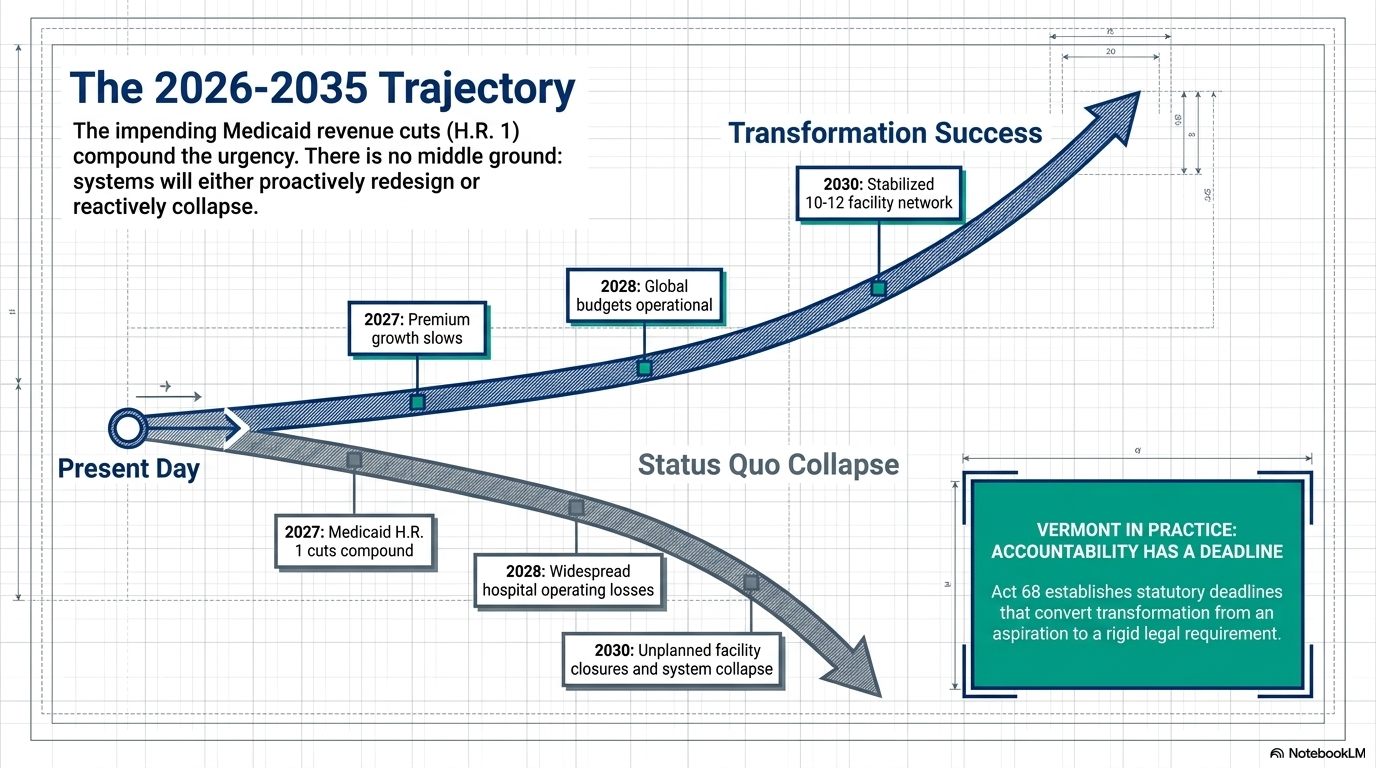 The 2026-2035 Trajectory
The impending Medicaid revenue cuts (H.R. 1)
compound the urgency. There is no middle ground:
systems will either proactively redesign or
reactively collapse.
Transformation Success
2030: Stabilized
10-12 facility network
2028: Global
budgets operational
2027: Premium
growth slows
Present Day
Status Quo Collapse
2027: Medicaid H.R.
1 cuts compound
2028: Widespread
hospital operating losses
2030: Unplanned facility
closures and system collapse
20
VERMONT IN PRACTICE:
ACCOUNTABILITY HAS A DEADLINE
Act 68 establishes statutory deadlines
that convert transformation from an
aspiration to a rigid legal requirement.
NotebookLM